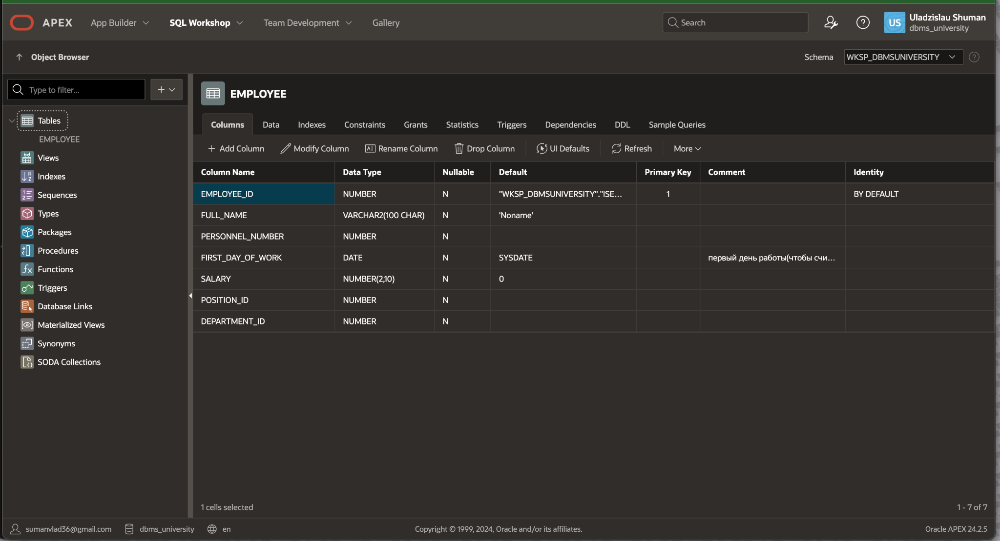 APEX App Builder SQL Workshop Team Development Gallery Search US Uladzislau Shuman
dbms_university
Object Browser Schema WKSP_DBMSUNIVERSITY
Type to filter...
Tables
EMPLOYEE
Views
Indexes
Sequences
Types
Packages
Procedures
Functions
Triggers
Database Links
Materialized Views
Synonyms
SODA Collections
EMPLOYEE
Columns Data Indexes Constraints Grants Statistics Triggers Dependencies DDL Sample Queries
Add Column Modify Column Rename Column Drop Column UI Defaults Refresh More
Column Name Data Type Nullable Default Primary Key Comment Identity
EMPLOYEE_ID NUMBER N "WKSP_DBMSUNIVERSITY"."ISE... 1 BY DEFAULT
FULL_NAME VARCHAR2(100 CHAR) N 'Noname'
PERSONNEL_NUMBER NUMBER N
FIRST_DAY_OF_WORK DATE N SYSDATE первый день работы(чтобы счи...
SALARY NUMBER(2,10) N 0
POSITION_ID NUMBER N
DEPARTMENT_ID NUMBER N
1 cells selected 1 - 7 of 7
sumanvlad36@gmail.com dbms_university en Copyright © 1999, 2024, Oracle and/or its affiliates. Oracle APEX 24.2.5